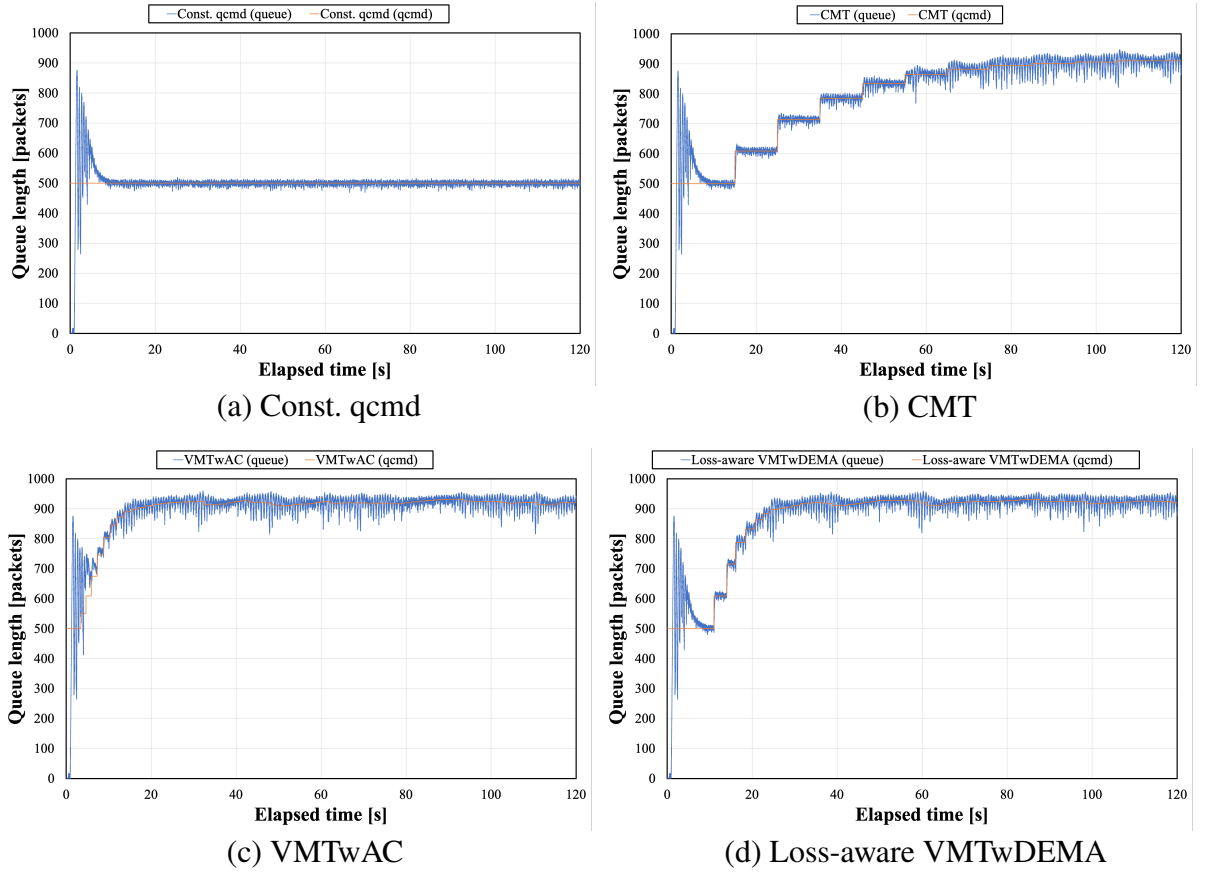 Const. qcmd (queue) Const. qcmd (qcmd)
1000
900
800
700
600
500
400
300
200
100
0
Queue length [packets]
0 20 40 60 80 100 120
Elapsed time [s]
(a) Const. qcmd
CMT (queue) CMT (qcmd)
1000
900
800
700
600
500
400
300
200
100
0
Queue length [packets]
0 20 40 60 80 100 120
Elapsed time [s]
(b) CMT
VMTwAC (queue) VMTwAC (qcmd)
1000
900
800
700
600
500
400
300
200
100
0
Queue length [packets]
0 20 40 60 80 100 120
Elapsed time [s]
(c) VMTwAC
Loss-aware VMTwDEMA (queue) Loss-aware VMTwDEMA (qcmd)
1000
900
800
700
600
500
400
300
200
100
0
Queue length [packets]
0 20 40 60 80 100 120
Elapsed time [s]
(d) Loss-aware VMTwDEMA